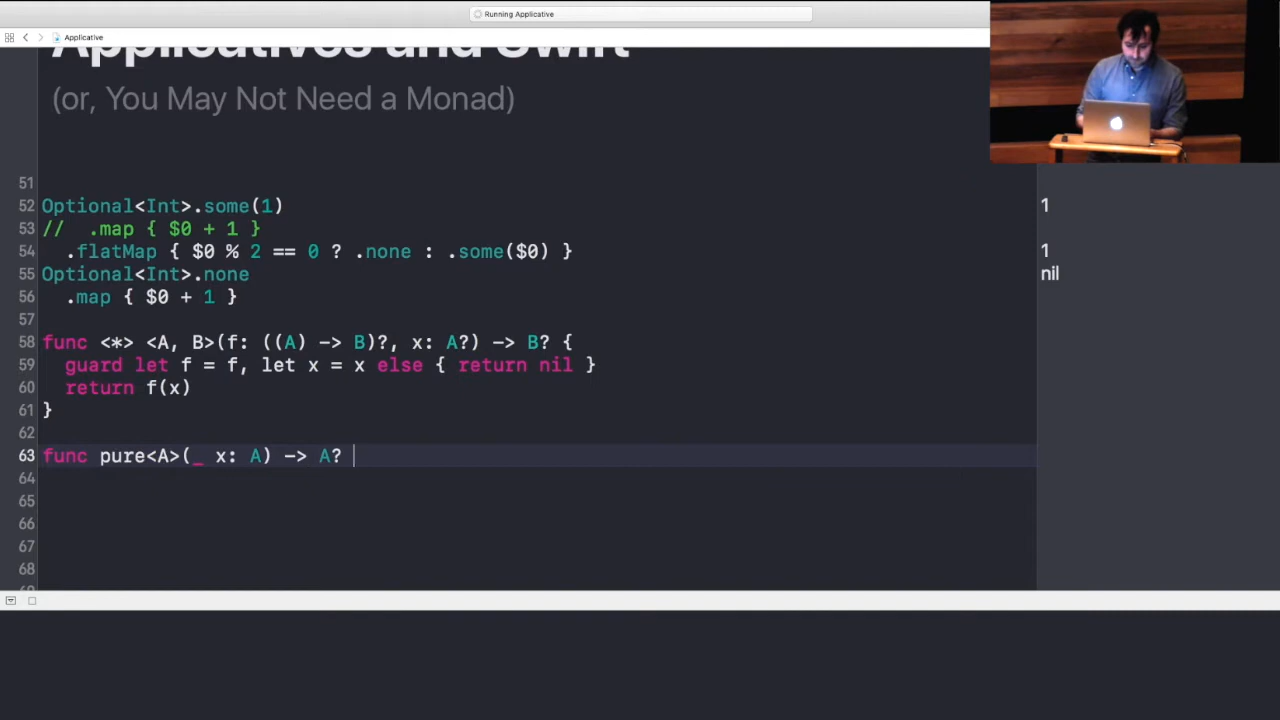 Running Applicative
Applicative
Applicatives and Swift
(or, You May Not Need a Monad)
51
52 Optional<Int>.some(1) 1
53 //  .map { $0 + 1 }
54   .flatMap { $0 % 2 == 0 ? .none : .some($0) } 1
55 Optional<Int>.none nil
56   .map { $0 + 1 }
57
58 func <*> <A, B>(f: ((A) -> B)?, x: A?) -> B? {
59   guard let f = f, let x = x else { return nil }
60   return f(x)
61 }
62
63 func pure<A>(_ x: A) -> A?
64
65
66
67
68